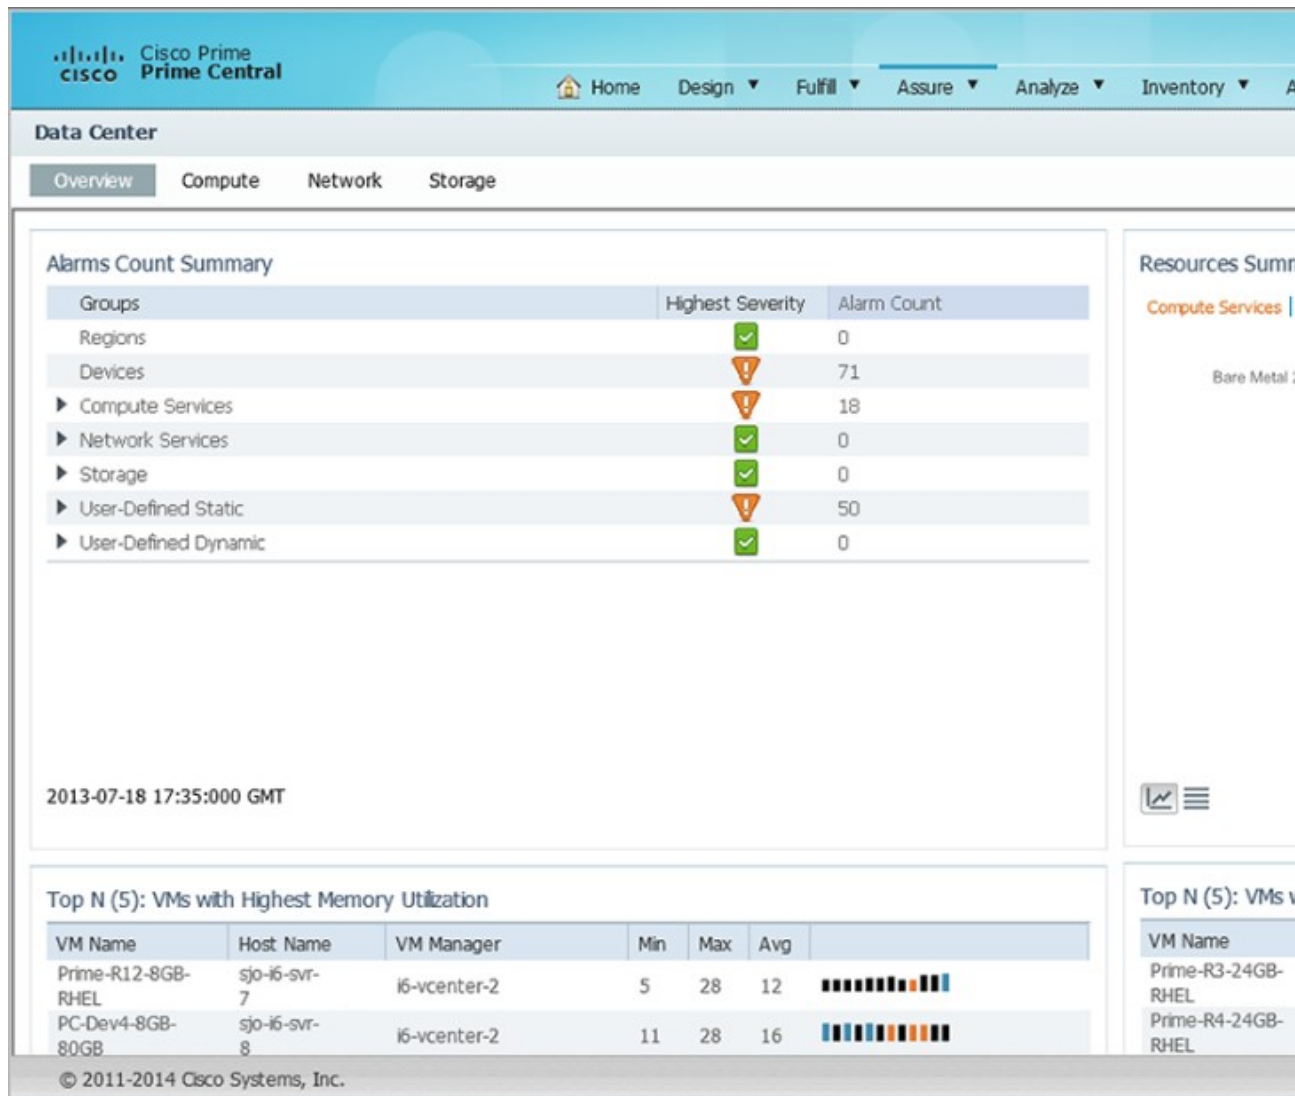 Cisco Prime
CISCO Prime Central
Home Design Fulfill Assure Analyze Inventory
Data Center
Overview Compute Network Storage
Alarms Count Summary
Groups Highest Severity Alarm Count
Regions 0
Devices 71
Compute Services 18
Network Services 0
Storage 0
User-Defined Static 50
User-Defined Dynamic 0
2013-07-18 17:35:000 GMT
Resources Summ
Compute Services
Bare Metal
Top N (5): VMs with Highest Memory Utilization
VM Name Host Name VM Manager Min Max Avg
Prime-R12-8GB- sjo-i6-svr-
RHEL 7 i6-vcenter-2 5 28 12
PC-Dev4-8GB- sjo-i6-svr-
80GB 8 i6-vcenter-2 11 28 16
Top N (5): VMs
VM Name
Prime-R3-24GB-
RHEL
Prime-R4-24GB-
RHEL
© 2011-2014 Cisco Systems, Inc.